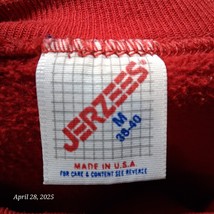 JERZEES
M
38-40
MADE IN U.S.A.
FOR CARE & CONTENT SEE REVERSE
April 28, 2025